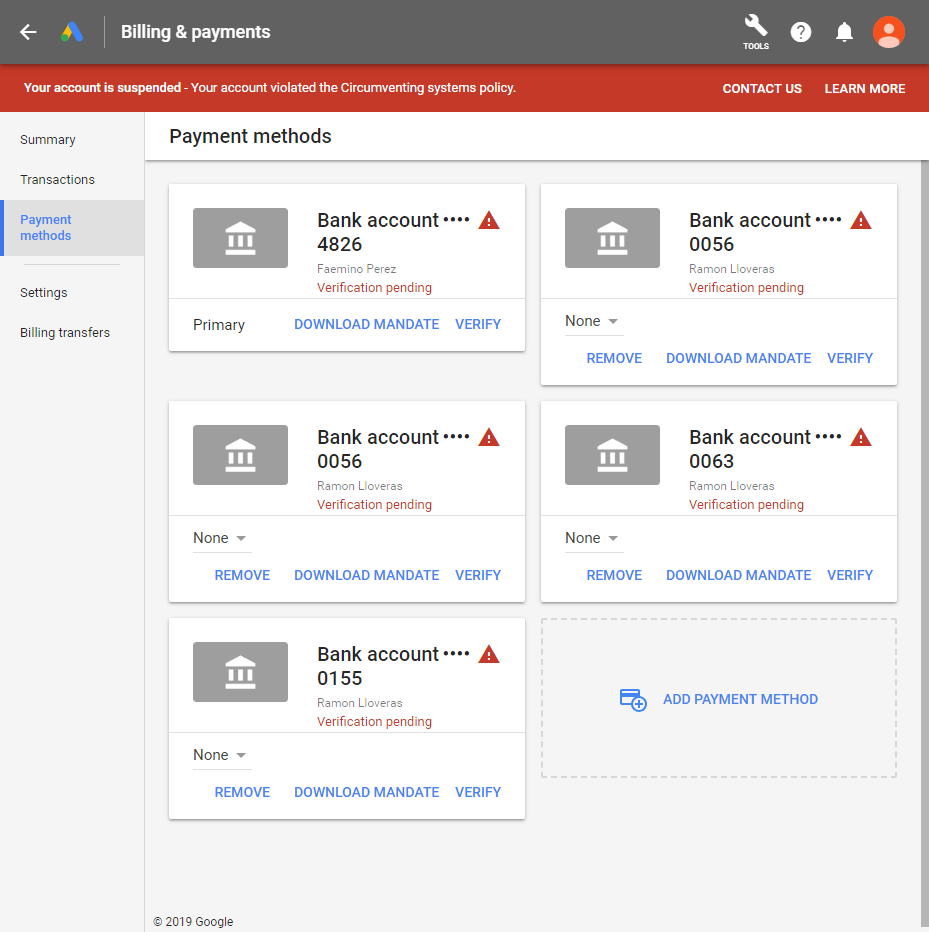 Billing & payments
TOOLS
Your account is suspended - Your account violated the Circumventing systems policy.
CONTACT US
LEARN MORE
Summary
Transactions
Payment
methods
Settings
Billing transfers
Payment methods
Bank account ••••
4826
Faemino Perez
Verification pending
Primary
DOWNLOAD MANDATE
VERIFY
Bank account ••••
0056
Ramon Lloveras
Verification pending
None
REMOVE
DOWNLOAD MANDATE
VERIFY
Bank account ••••
0056
Ramon Lloveras
Verification pending
None
REMOVE
DOWNLOAD MANDATE
VERIFY
Bank account ••••
0063
Ramon Lloveras
Verification pending
None
REMOVE
DOWNLOAD MANDATE
VERIFY
Bank account ••••
0155
Ramon Lloveras
Verification pending
None
REMOVE
DOWNLOAD MANDATE
VERIFY
ADD PAYMENT METHOD
© 2019 Google